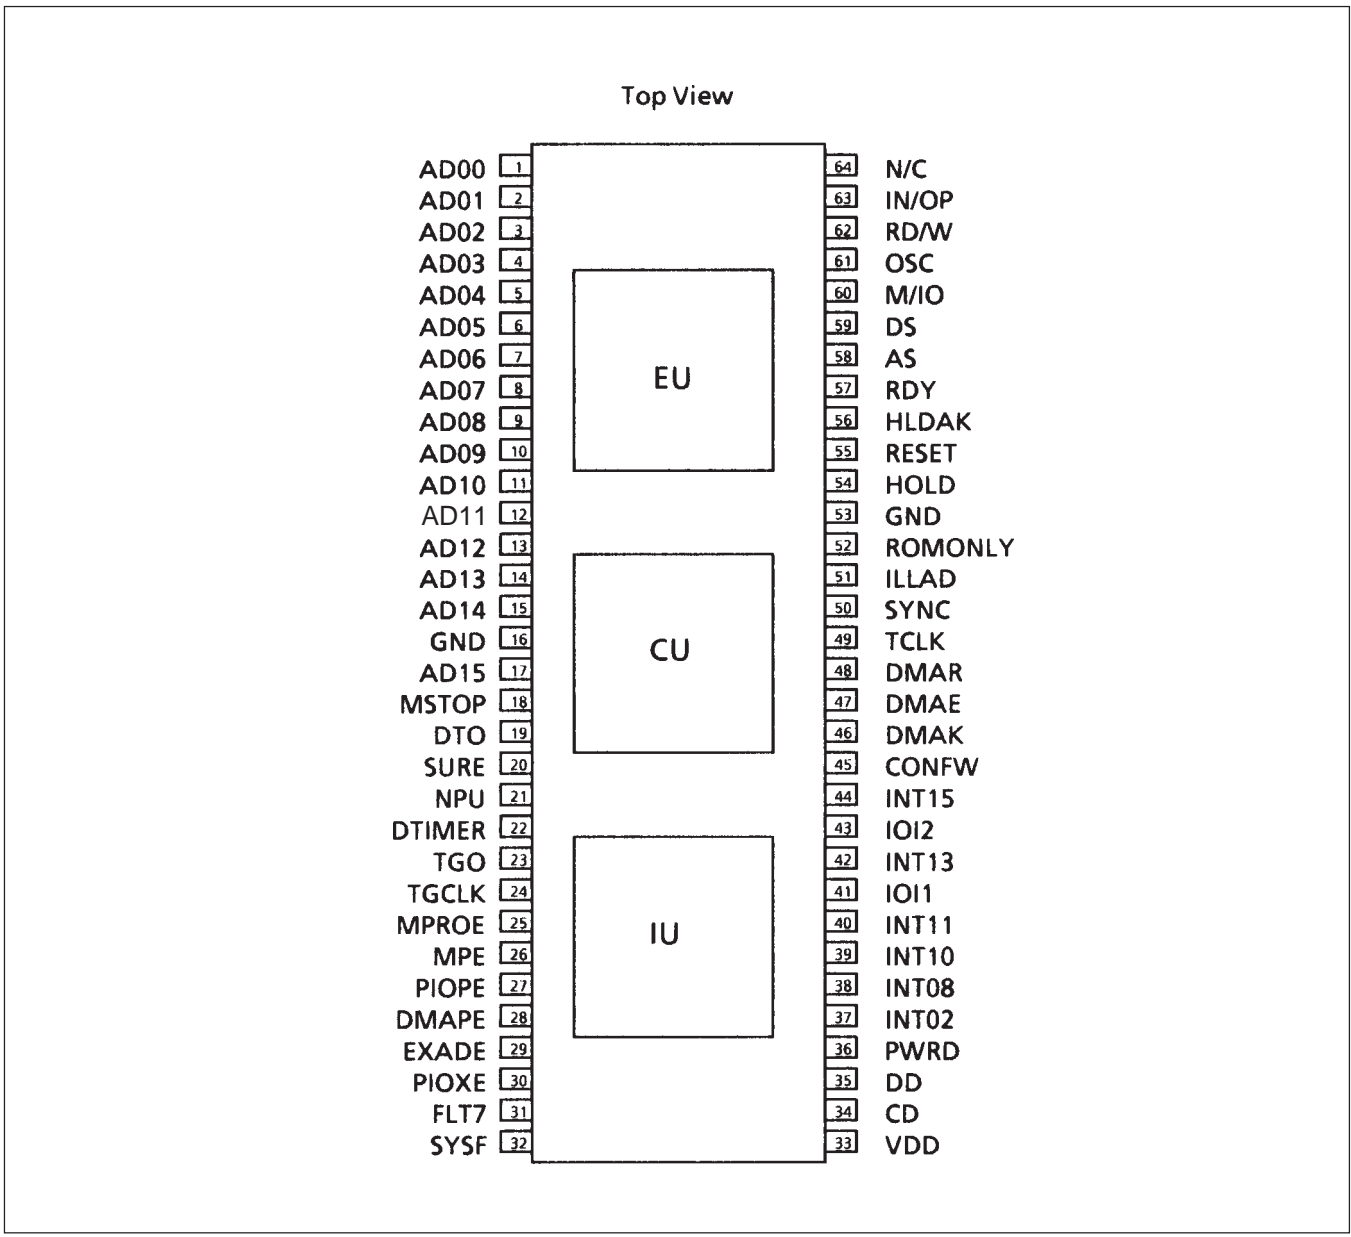 Top View
AD00 1 64 N/C
AD01 2 63 IN/OP
AD02 3 62 RD/W
AD03 4 61 OSC
AD04 5 60 M/IO
AD05 6 59 DS
AD06 7 58 AS
AD07 8 57 RDY
EU
AD08 9 56 HLDAK
AD09 10 55 RESET
AD10 11 54 HOLD
AD11 12 53 GND
AD12 13 52 ROMONLY
AD13 14 51 ILLAD
AD14 15 50 SYNC
GND 16 49 TCLK
CU
AD15 17 48 DMAR
MSTOP 18 47 DMAE
DTO 19 46 DMAK
SURE 20 45 CONFW
NPU 21 44 INT15
DTIMER 22 43 IOI2
TGO 23 42 INT13
TGCLK 24 41 IOI1
MPROE 25 40 INT11
IU
MPE 26 39 INT10
PIOPE 27 38 INT08
DMAPE 28 37 INT02
EXADE 29 36 PWRD
PIOXE 30 35 DD
FLT7 31 34 CD
SYSF 32 33 VDD